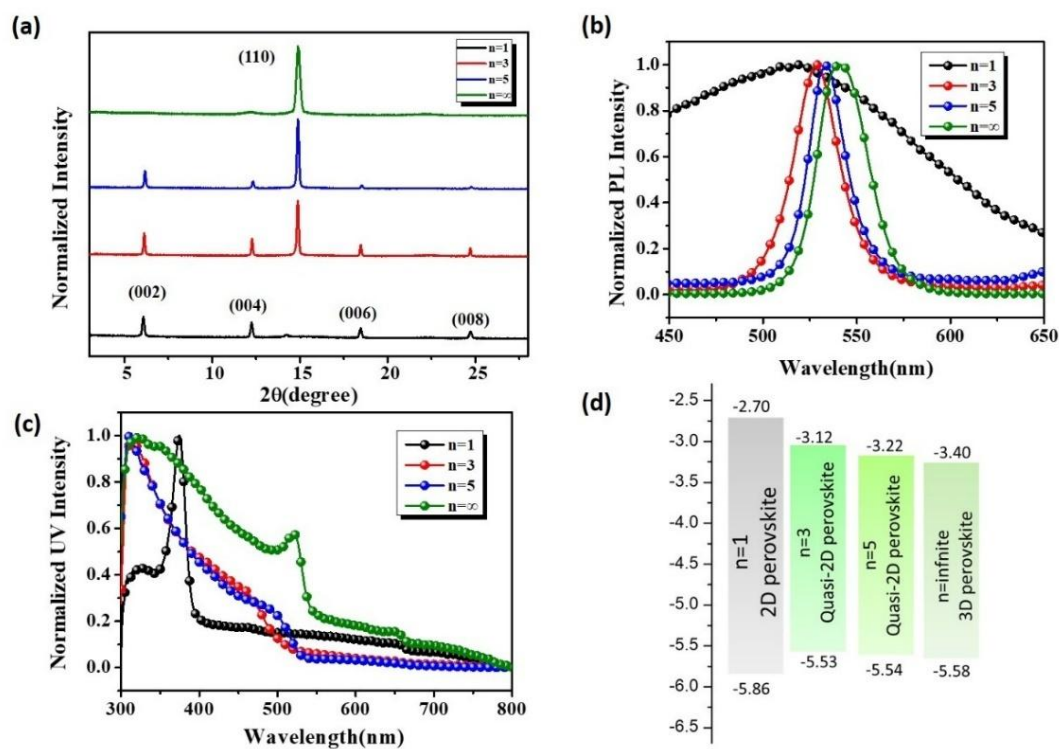 (a)
(110)
n=1
n=3
n=5
n=∞
(002)
(004)
(006)
(008)
Normalized Intensity
5
10
15
20
25
2θ(degree)
(b)
1.0
0.8
0.6
0.4
0.2
0.0
Normalized PL Intensity
n=1
n=3
n=5
n=∞
450
500
550
600
650
Wavelength(nm)
(c)
1.0
0.8
0.6
0.4
0.2
0.0
Normalized UV Intensity
n=1
n=3
n=5
n=∞
300
400
500
600
700
800
Wavelength(nm)
(d)
-2.5
-3.0
-3.5
-4.0
-4.5
-5.0
-5.5
-6.0
-6.5
-2.70
n=1
2D perovskite
-5.86
-3.12
n=3
Quasi-2D perovskite
-5.53
-3.22
n=5
Quasi-2D perovskite
-5.54
-3.40
n=infnite
3D perovskite
-5.58